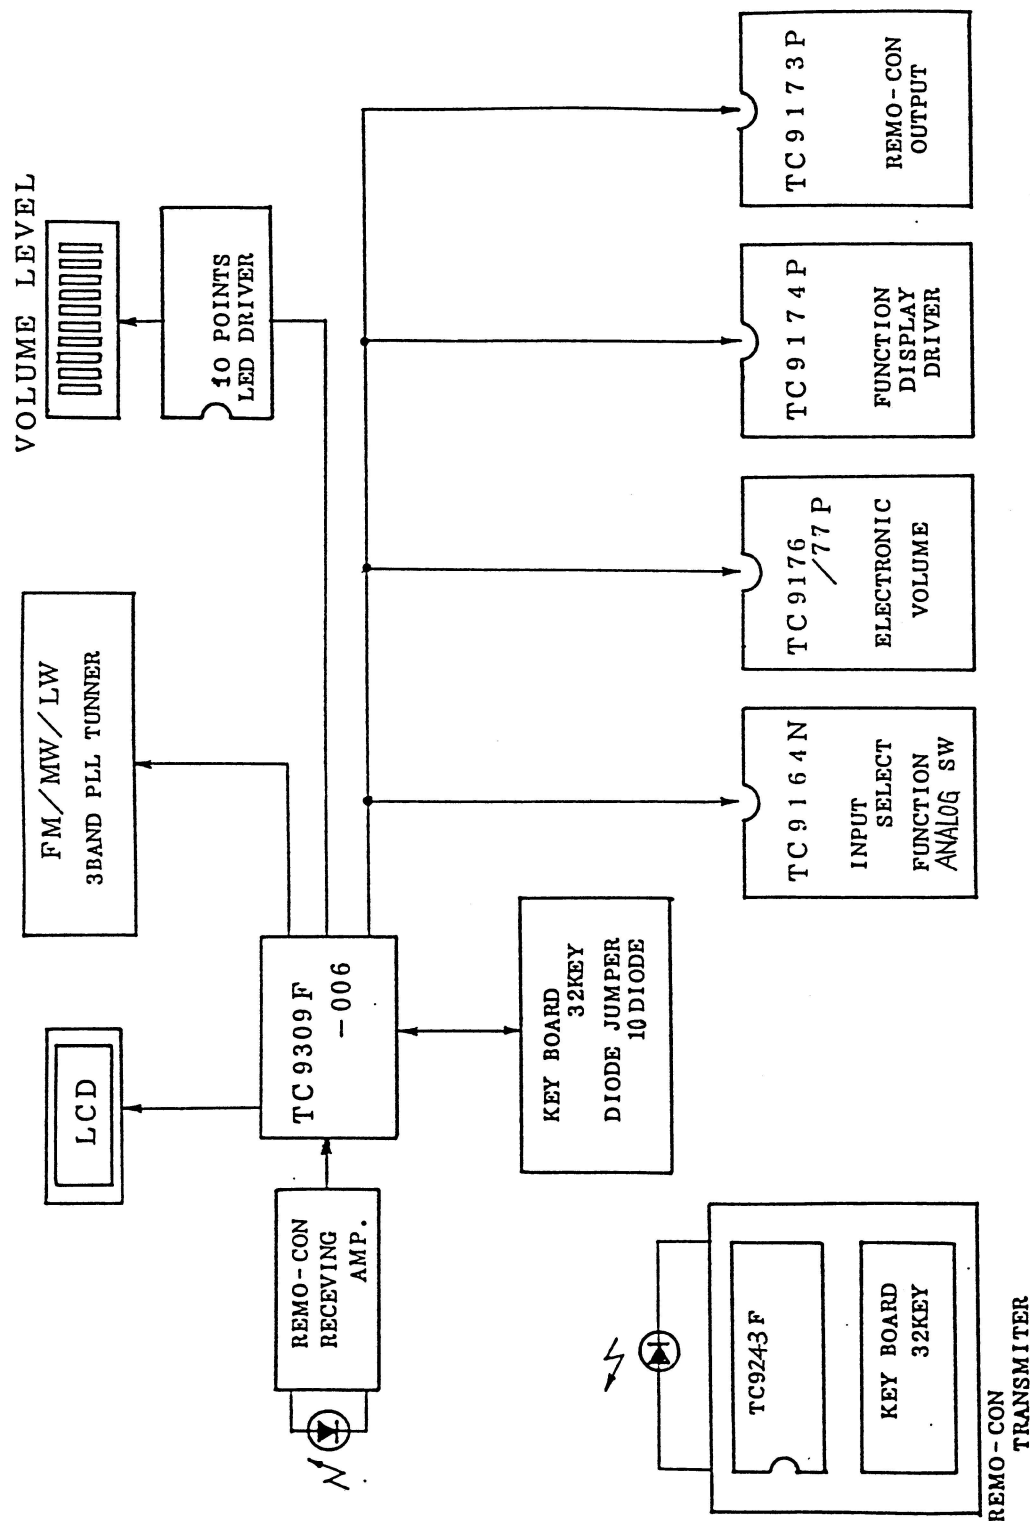 VOLUME LEVEL
10 POINTS
LED DRIVER
FM/MW/LW
3BAND PLL TUNNER
LCD
TC9309F
-006
REMO-CON
RECEVING
AMP.
KEY BOARD
32KEY
DIODE JUMPER
10DIODE
TC9164N
INPUT
SELECT
FUNCTION
ANALOG SW
TC9176
/77P
ELECTRONIC
VOLUME
TC9174P
FUNCTION
DISPLAY
DRIVER
TC9173P
REMO-CON
OUTPUT
TC9243F
KEY BOARD
32KEY
REMO-CON
TRANSMITER